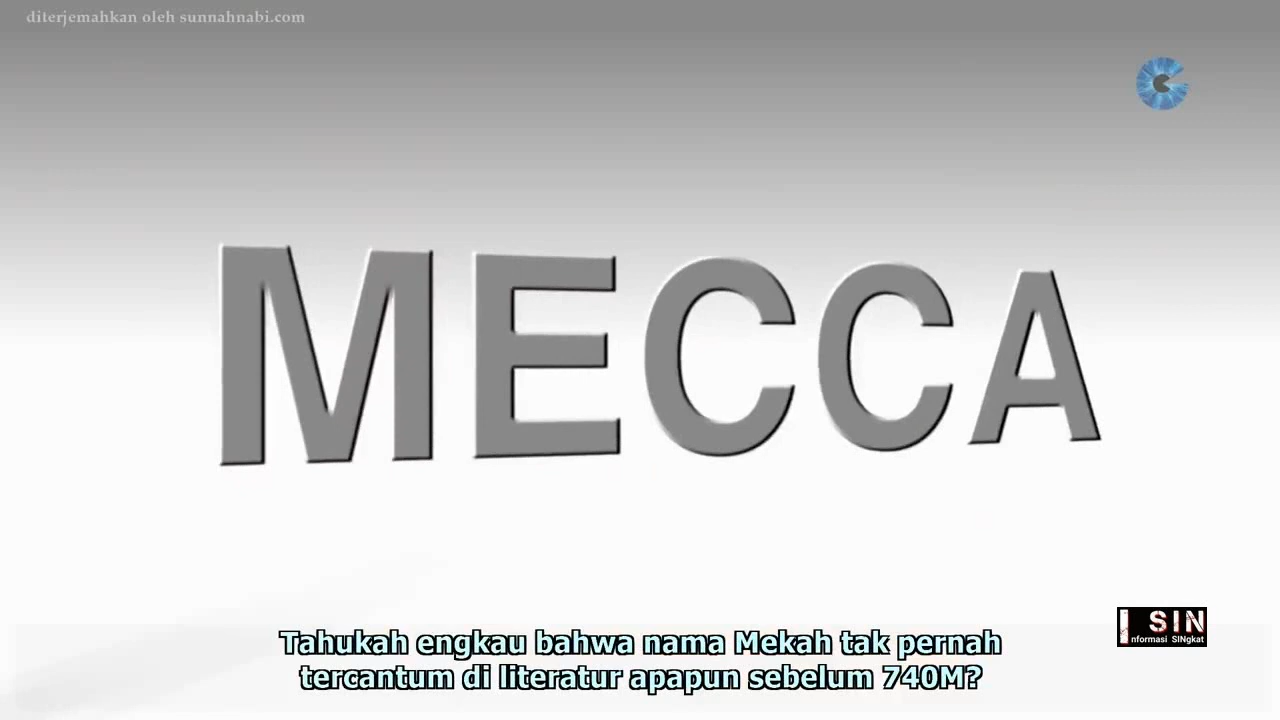 diterjemahkan oleh sunnahnabi.com
MECCA
I SIN
nformasi SINgkat
Tahukah engkau bahwa nama Mekah tak pernah
tercantum di literatur apapun sebelum 740M?